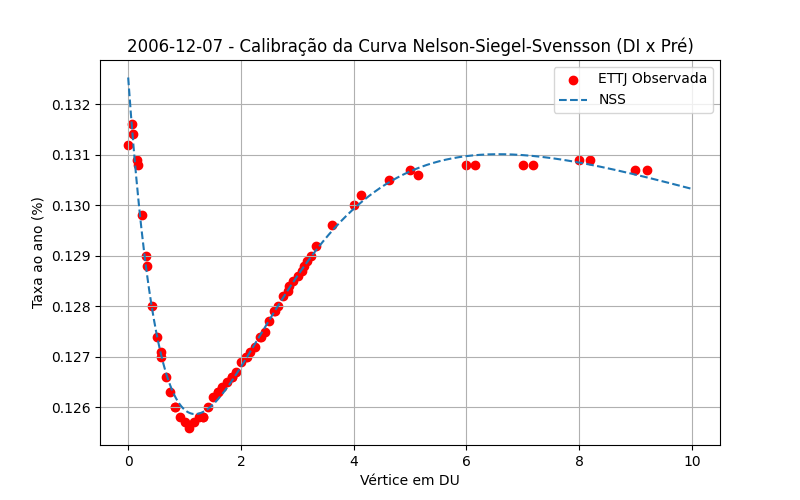 2006-12-07 - Calibração da Curva Nelson-Siegel-Svensson (DI x Pré)
ETTJ Observada
NSS
Taxa ao ano (%)
0.132
0.131
0.130
0.129
0.128
0.127
0.126
0 2 4 6 8 10
Vértice em DU